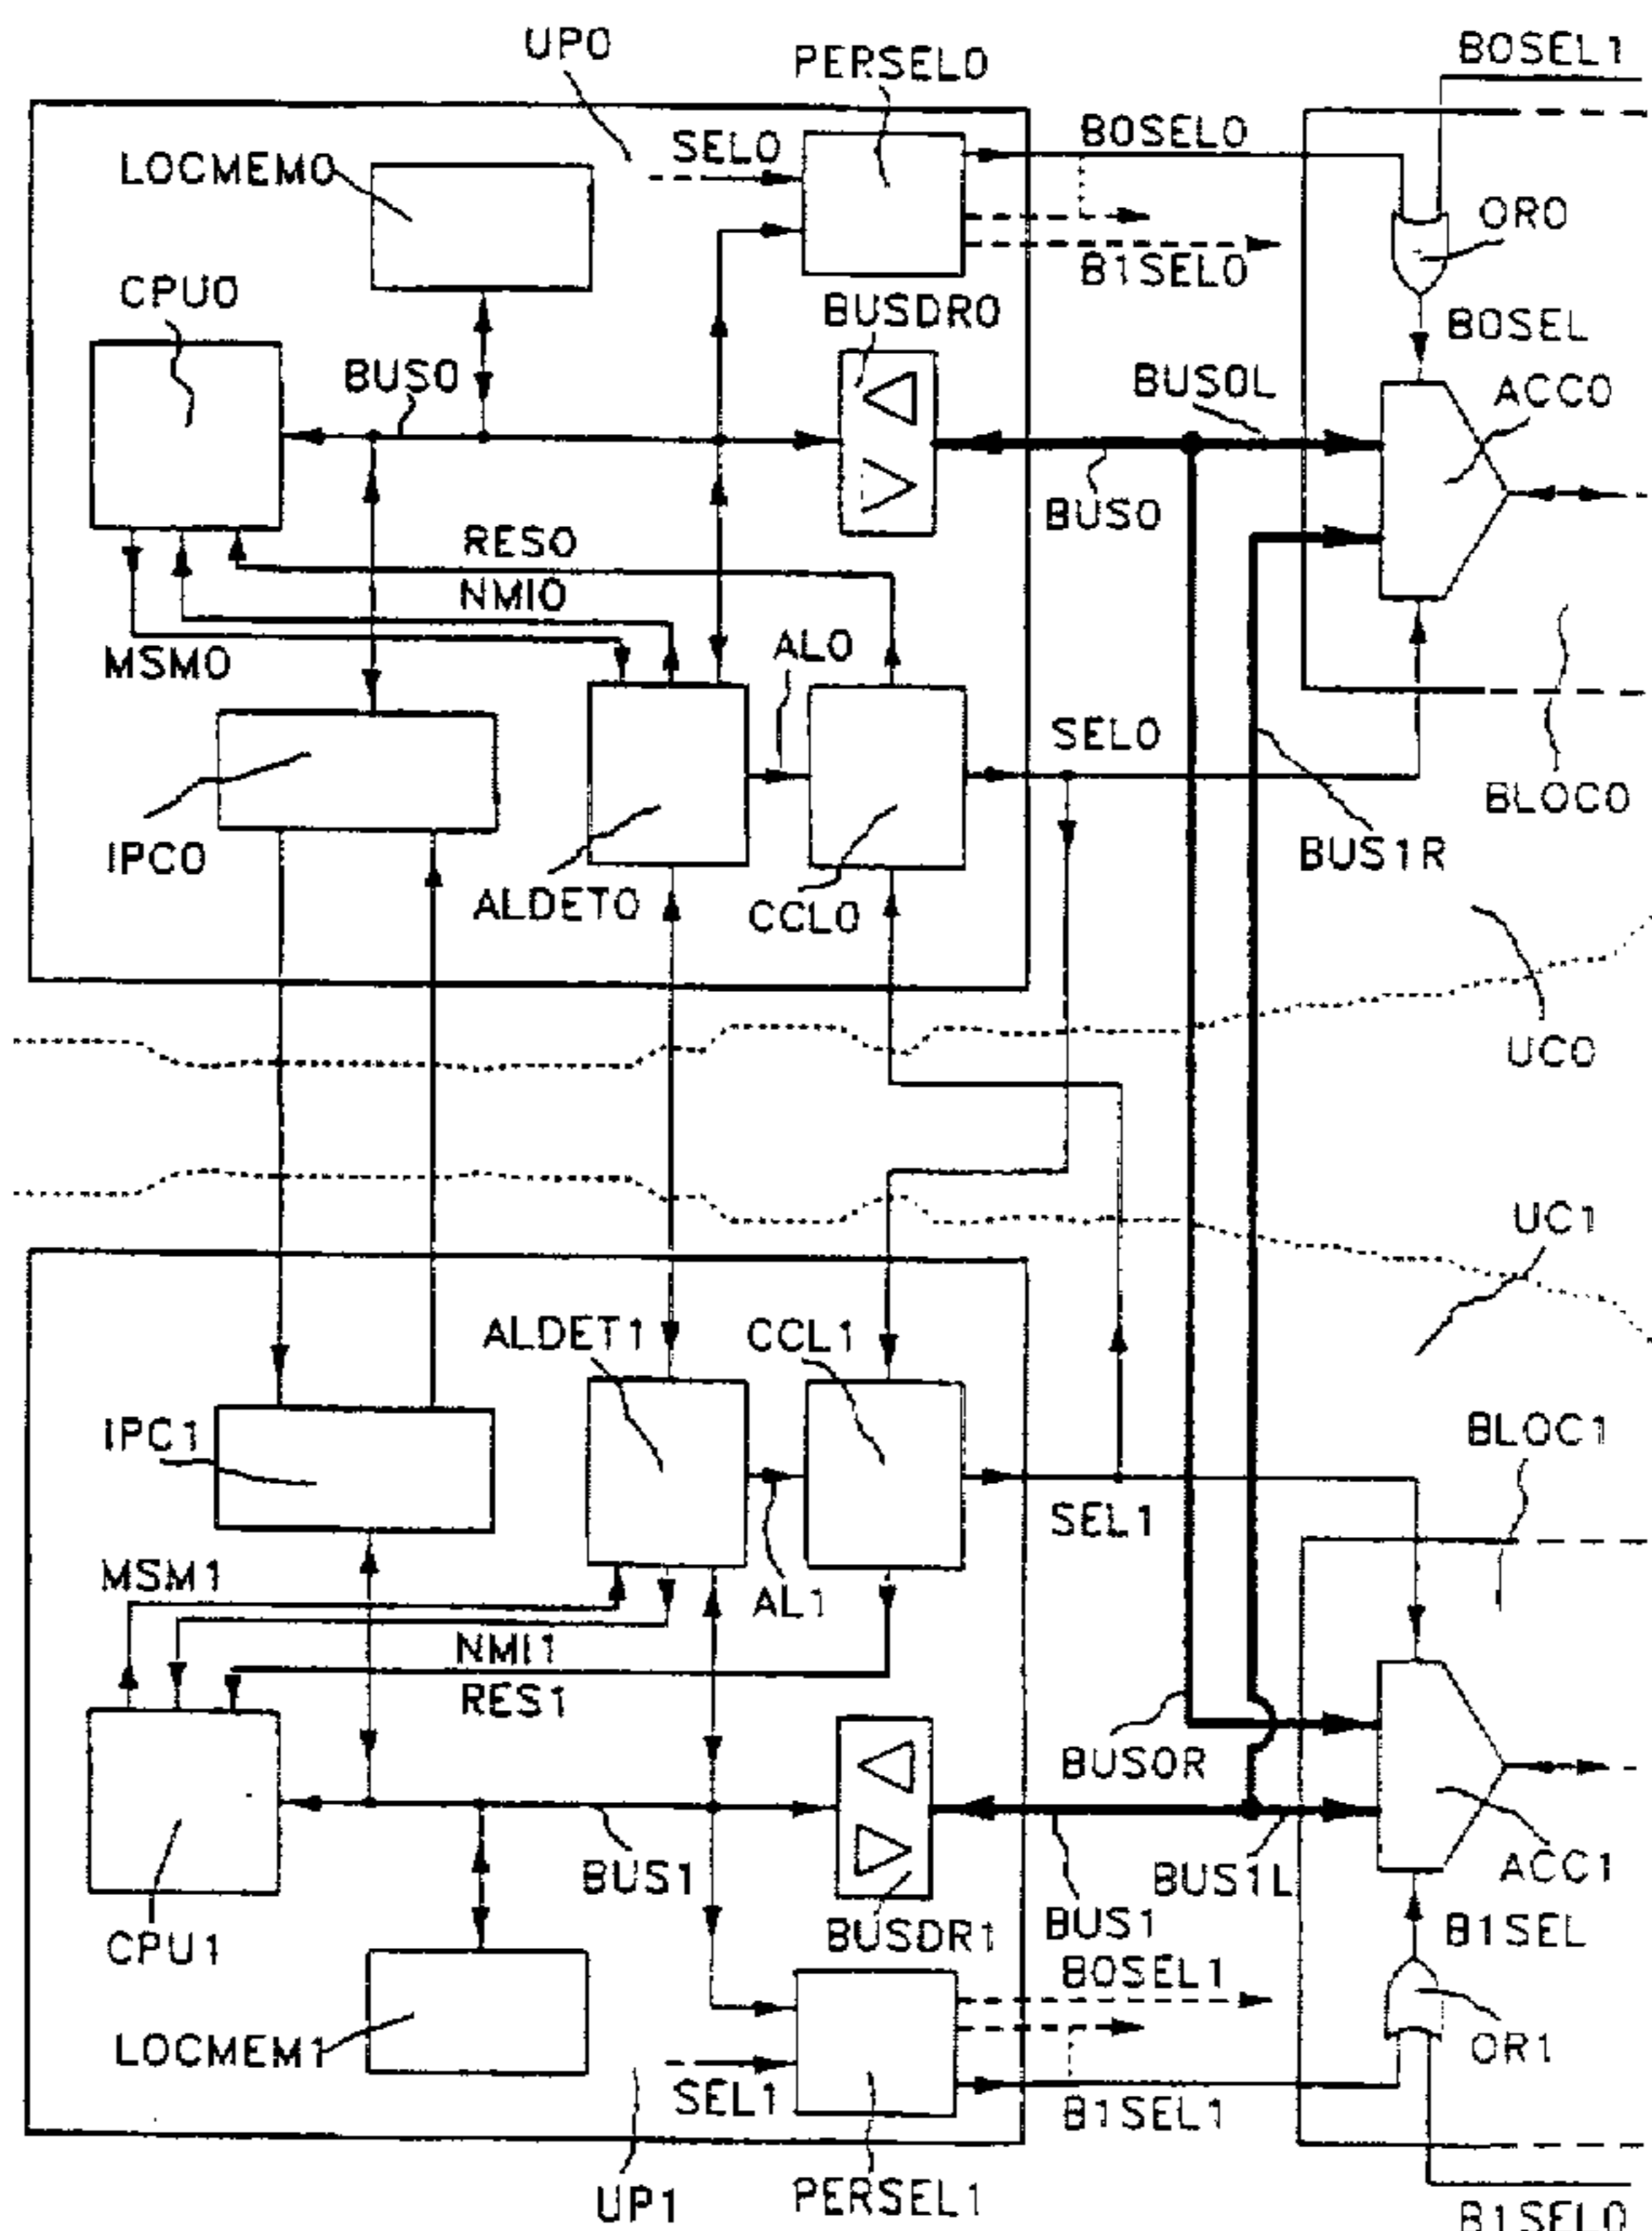 UP0
PERSEL0
B0SEL1
SEL0
B0SEL0
LOCMEM0
OR0
B1SEL0
CPU0
BUSDR0
B0SEL
BUS0
BUS0L
ACC0
BUS0
RES0
NMI0
MSM0
AL0
SEL0
BLOC0
IPC0
BUS1R
ALDET0
CCL0
UC0
UC1
ALDET1
CCL1
IPC1
BLOC1
SEL1
MSM1
AL1
NMI1
RES1
BUS0R
BUS1
BUS1L
ACC1
CPU1
BUSDR1
BUS1
B1SEL
B0SEL1
LOCMEM1
OR1
SEL1
B1SEL1
UP1
PERSEL1
B1SEL0